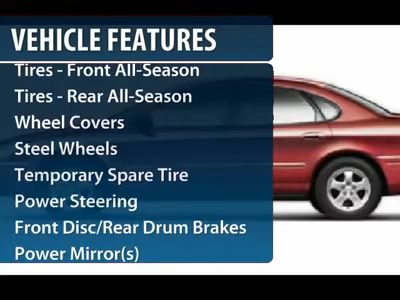 VEHICLE FEATURES
Tires - Front All-Season
Tires - Rear All-Season
Wheel Covers
Steel Wheels
Temporary Spare Tire
Power Steering
Front Disc/Rear Drum Brakes
Power Mirror(s)